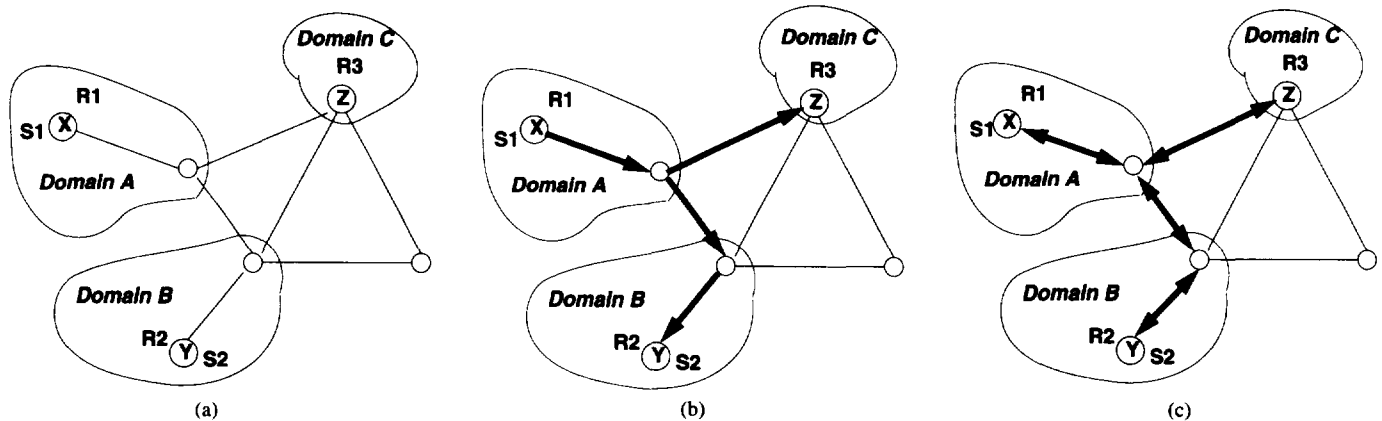 Domain C
R3
Z
R1
S1
X
Domain A
Domain B
R2
Y
S2
(a)
Domain C
R3
Z
R1
S1
X
Domain A
Domain B
R2
Y
S2
(b)
Domain C
R3
Z
R1
S1
X
Domain A
Domain B
R2
Y
S2
(c)